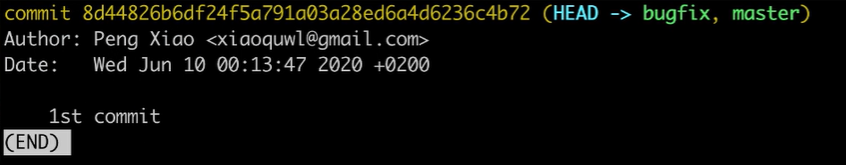 commit 8d44826b6df24f5a791a03a28ed6a4d6236c4b72 (HEAD -> bugfix, master)
Author: Peng Xiao <xiaoquwl@gmail.com>
Date:   Wed Jun 10 00:13:47 2020 +0200
1st commit
(END)